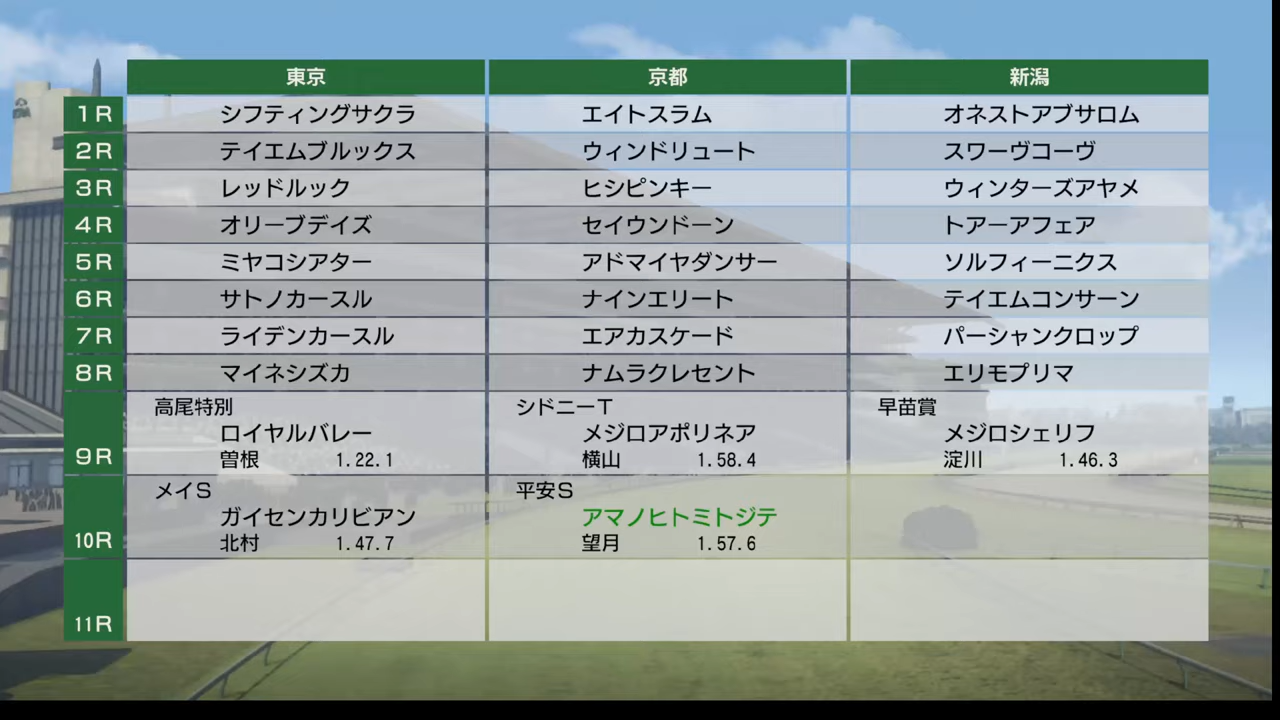 東京 京都 新潟
1R シフティングサクラ エイトスラム オネストアブサロム
2R テイエムブルックス ウィンドリュート スワーヴコーヴ
3R レッドルック ヒシピンキー ウィンターズアヤメ
4R オリーブデイズ セイウンドーン トアーアフェア
5R ミヤコシアター アドマイヤダンサー ソルフィーニクス
6R サトノカースル ナインエリート テイエムコンサーン
7R ライデンカースル エアカスケード パーシャンクロップ
8R マイネシズカ ナムラクレセント エリモプリマ
高尾特別 シドニーT 早苗賞
ロイヤルバレー メジロアポリネア メジロシェリフ
9R 曽根 1.22.1 横山 1.58.4 淀川 1.46.3
メイS 平安S
ガイセンカリビアン アマノヒトミトジテ
10R 北村 1.47.7 望月 1.57.6
11R